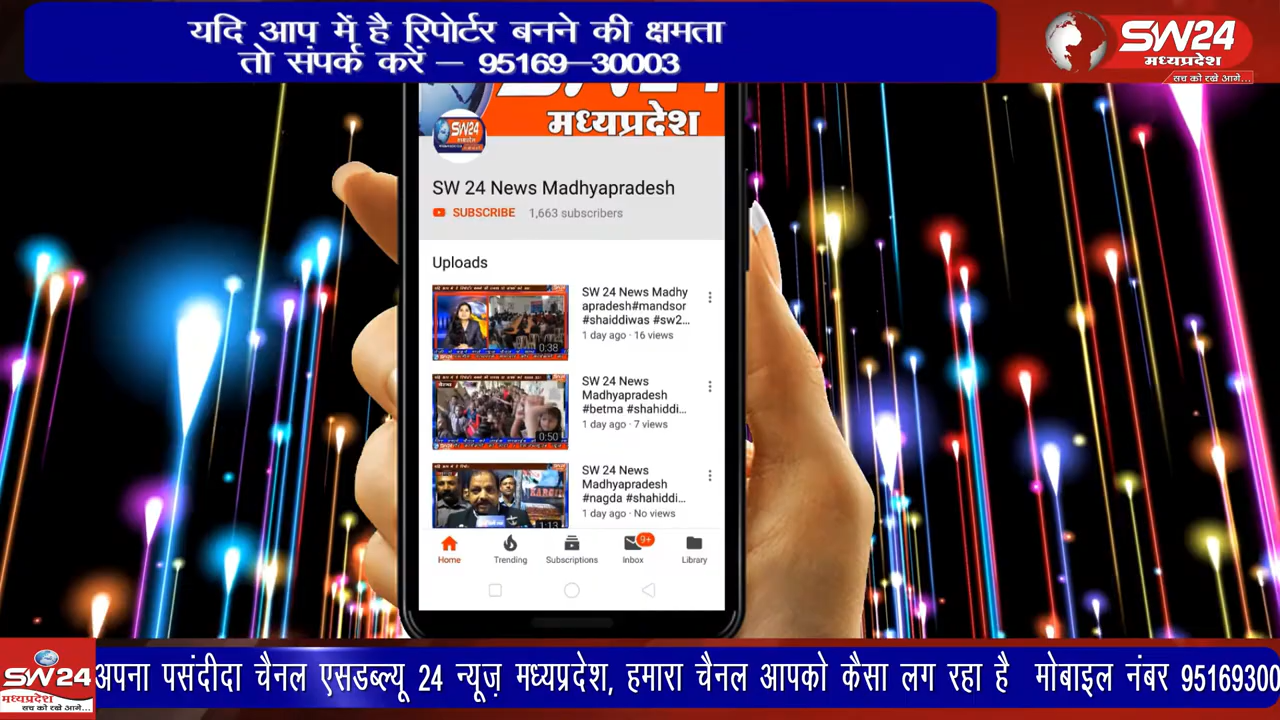 यदि आप में है रिपोर्टर बनने की क्षमता
तो संपर्क करें – 95169–30003
SW24
मध्यप्रदेश
सच को रखे आगे...
मध्यप्रदेश
SW24
SW 24 News Madhyapradesh
SUBSCRIBE 1,663 subscribers
Uploads
SW 24 News Madhy
apradesh#mandsor
#shaiddiwas #sw2...
1 day ago · 16 views
0:38
SW 24 News
Madhyapradesh
#betma #shahiddi...
1 day ago · 7 views
0:50
SW 24 News
Madhyapradesh
#nagda #shahiddi...
1 day ago · No views
1:13
9+
Home Trending Subscriptions Inbox Library
SW24
मध्यप्रदेश
सच को रखे आगे...
अपना पसंदीदा चैनल एसडब्ल्यू 24 न्यूज़ मध्यप्रदेश, हमारा चैनल आपको कैसा लग रहा है मोबाइल नंबर 95169300